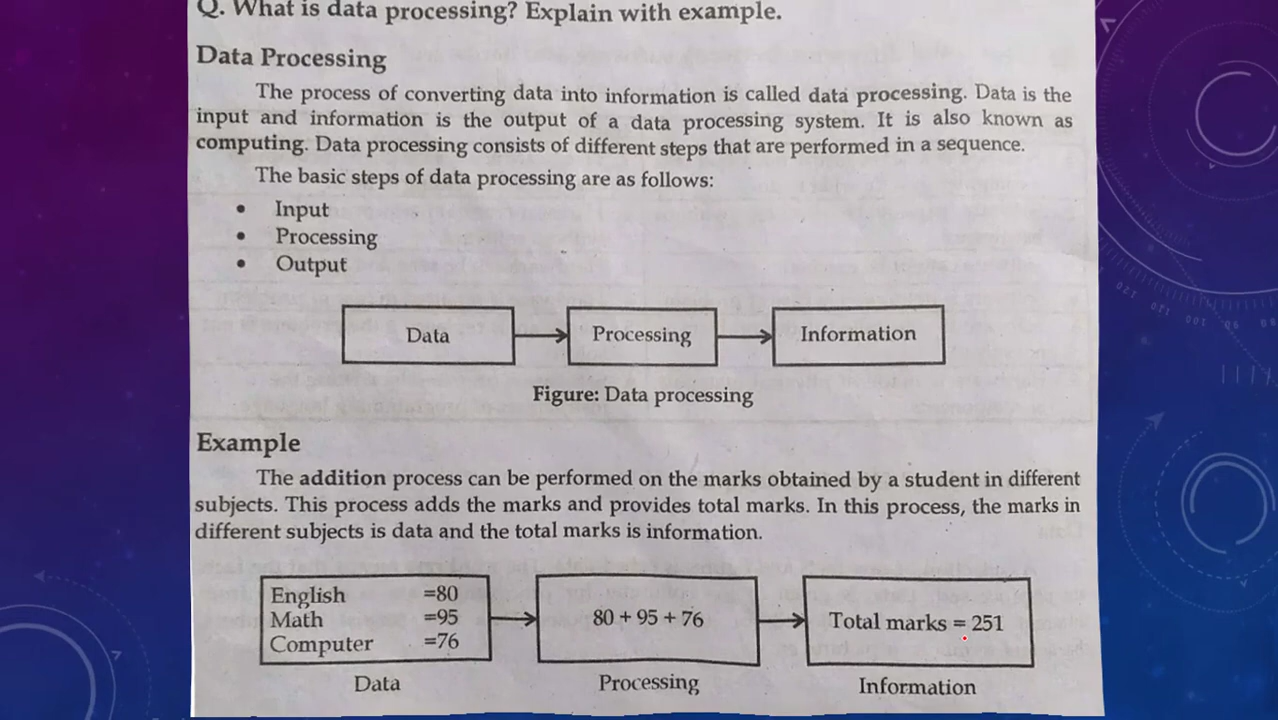 Q. What is data processing? Explain with example.
Data Processing
The process of converting data into information is called data processing. Data is the
input and information is the output of a data processing system. It is also known as
computing. Data processing consists of different steps that are performed in a sequence.
The basic steps of data processing are as follows:
• Input
• Processing
• Output
Data Processing Information
Figure: Data processing
Example
The addition process can be performed on the marks obtained by a student in different
subjects. This process adds the marks and provides total marks. In this process, the marks in
different subjects is data and the total marks is information.
English =80
Math =95
Computer =76
80 + 95 + 76
Total marks = 251
Data Processing Information